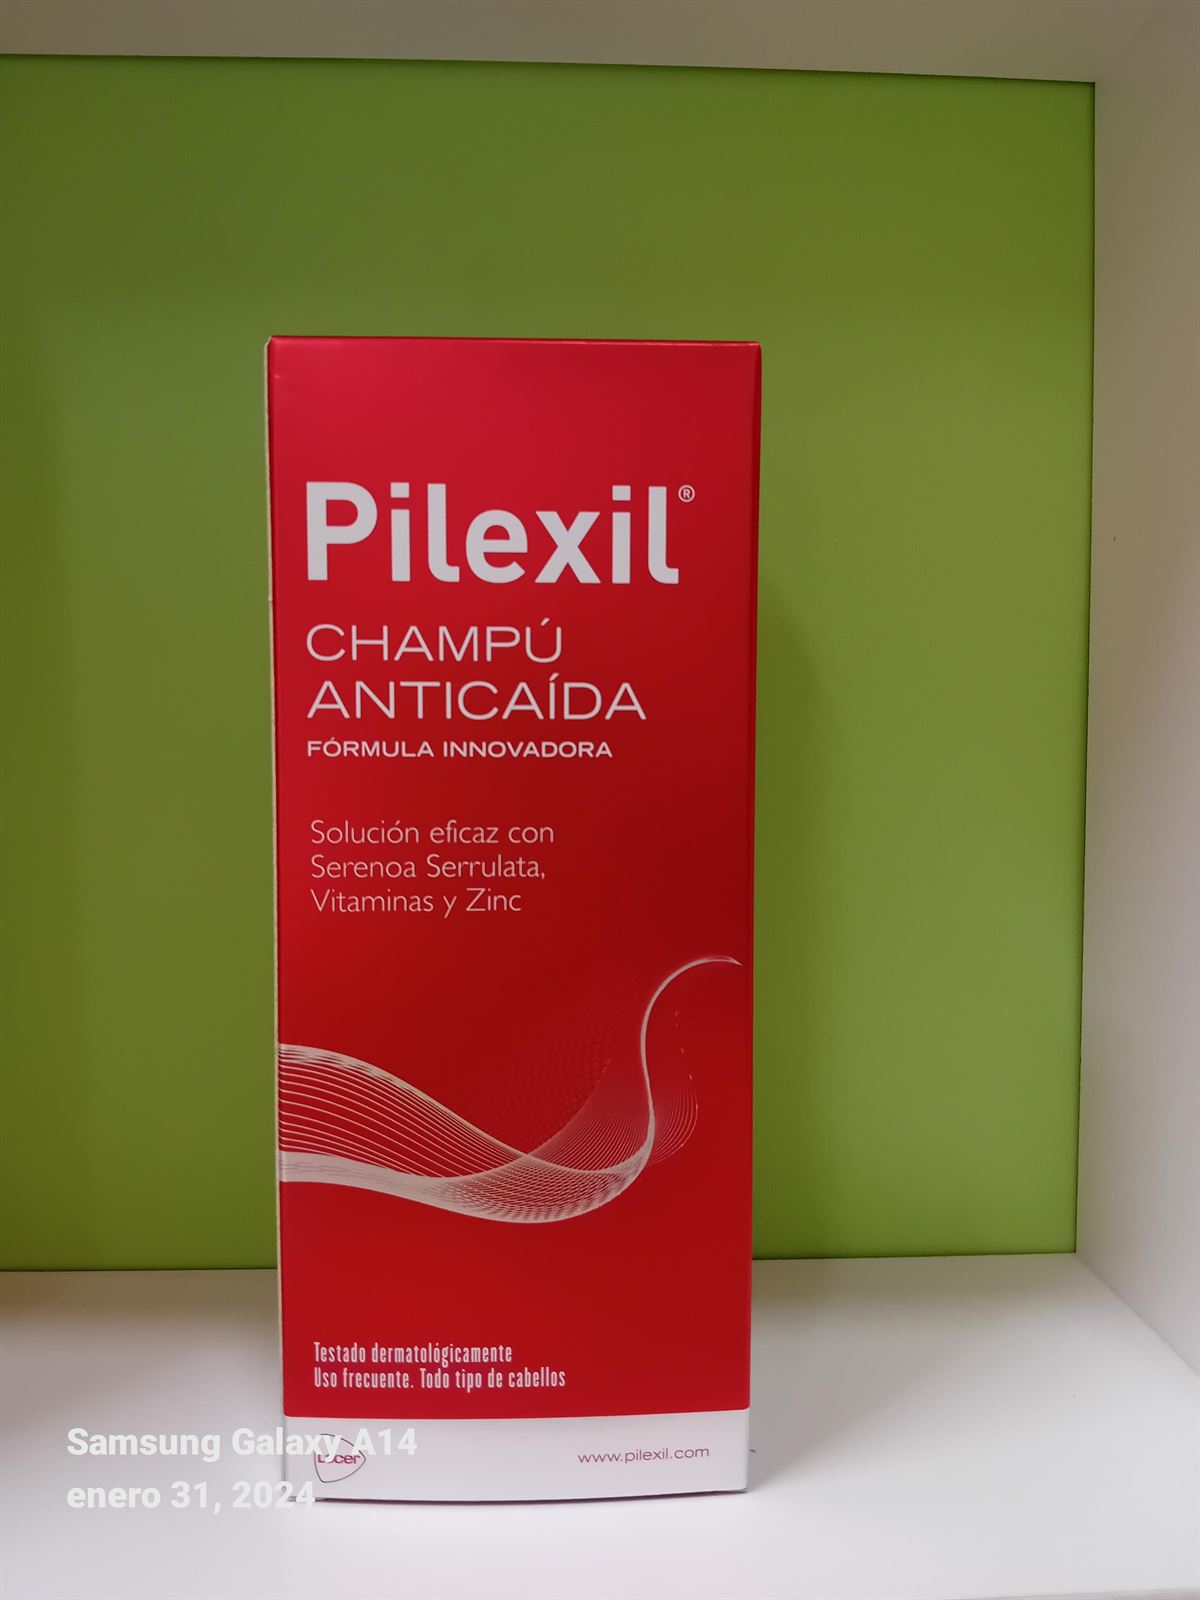 Pilexil®
CHAMPÚ
ANTICAÍDA
FÓRMULA INNOVADORA
Solución eficaz con
Serenoa Serrulata,
Vitaminas y Zinc
Testado dermatológicamente
Uso frecuente. Todo tipo de cabellos
Lacer
www.pilexil.com
Samsung Galaxy A14
enero 31, 2024